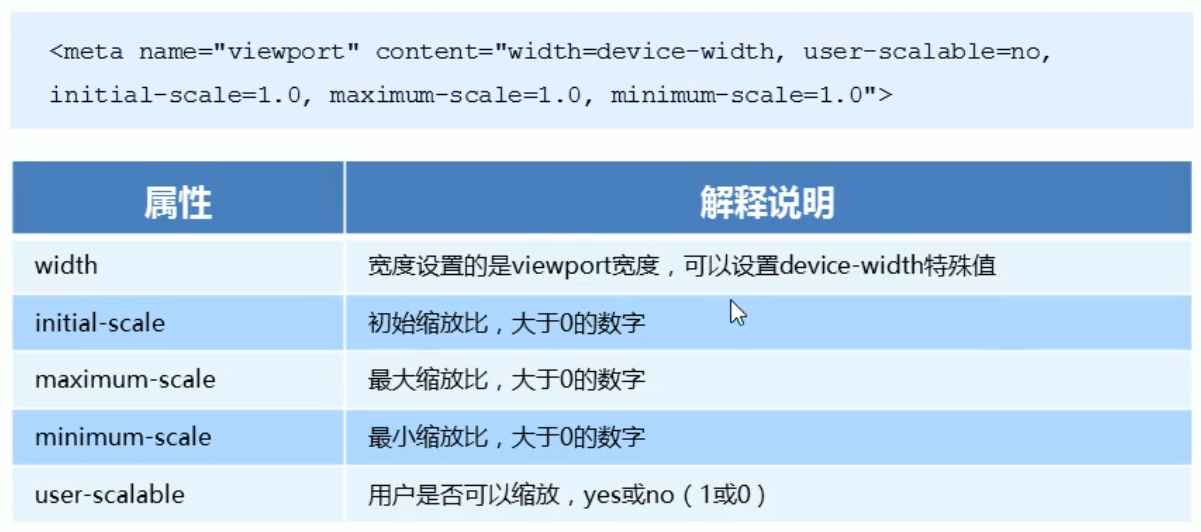 <meta name="viewport" content="width=device-width, user-scalable=no,
initial-scale=1.0, maximum-scale=1.0, minimum-scale=1.0">
属性 解释说明
width 宽度设置的是viewport宽度，可以设置device-width特殊值
initial-scale 初始缩放比，大于0的数字
maximum-scale 最大缩放比，大于0的数字
minimum-scale 最小缩放比，大于0的数字
user-scalable 用户是否可以缩放，yes或no（1或0）